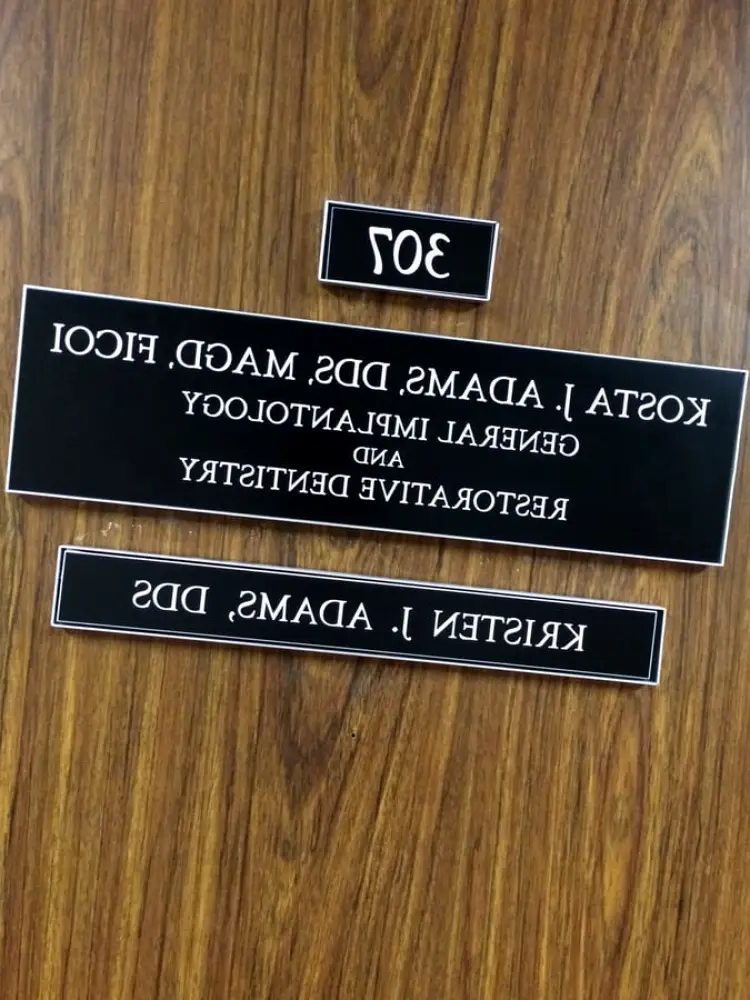 307
KOSTA J. ADAMS, DDS, MAGD, FICOI
GENERAL IMPLANTOLOGY
AND
RESTORATIVE DENTISTRY
KRISTEN J. ADAMS, DDS